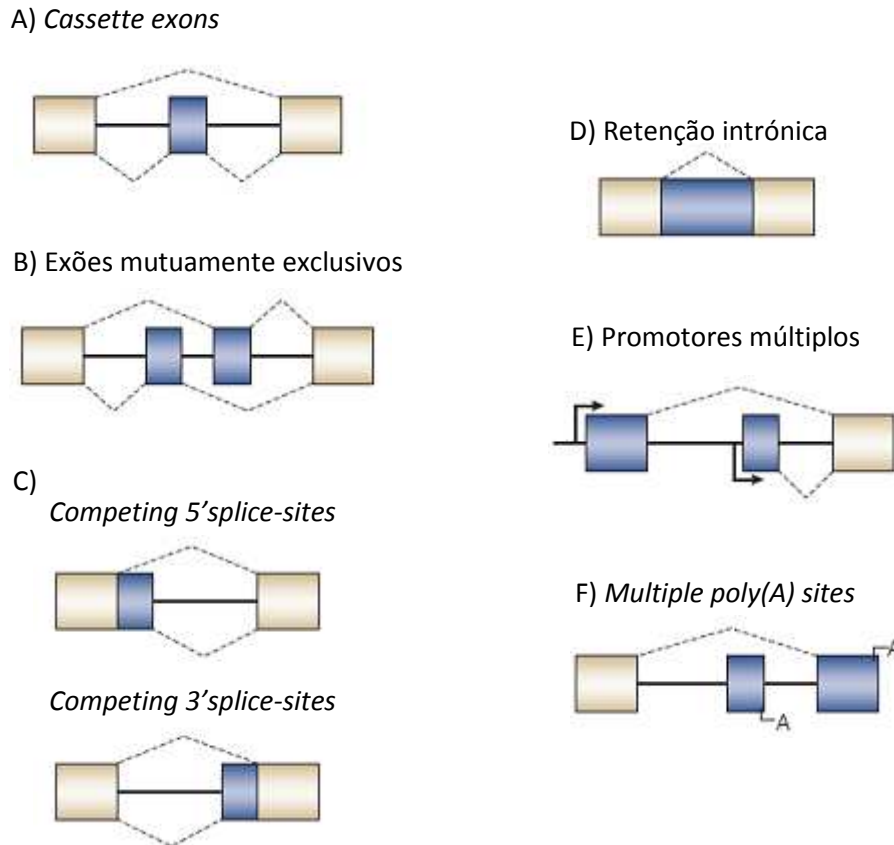 A) Cassette exons
B) Exões mutuamente exclusivos
C)
Competing 5’splice-sites
Competing 3’splice-sites
D) Retenção intrónica
E) Promotores múltiplos
F) Multiple poly(A) sites
A
A